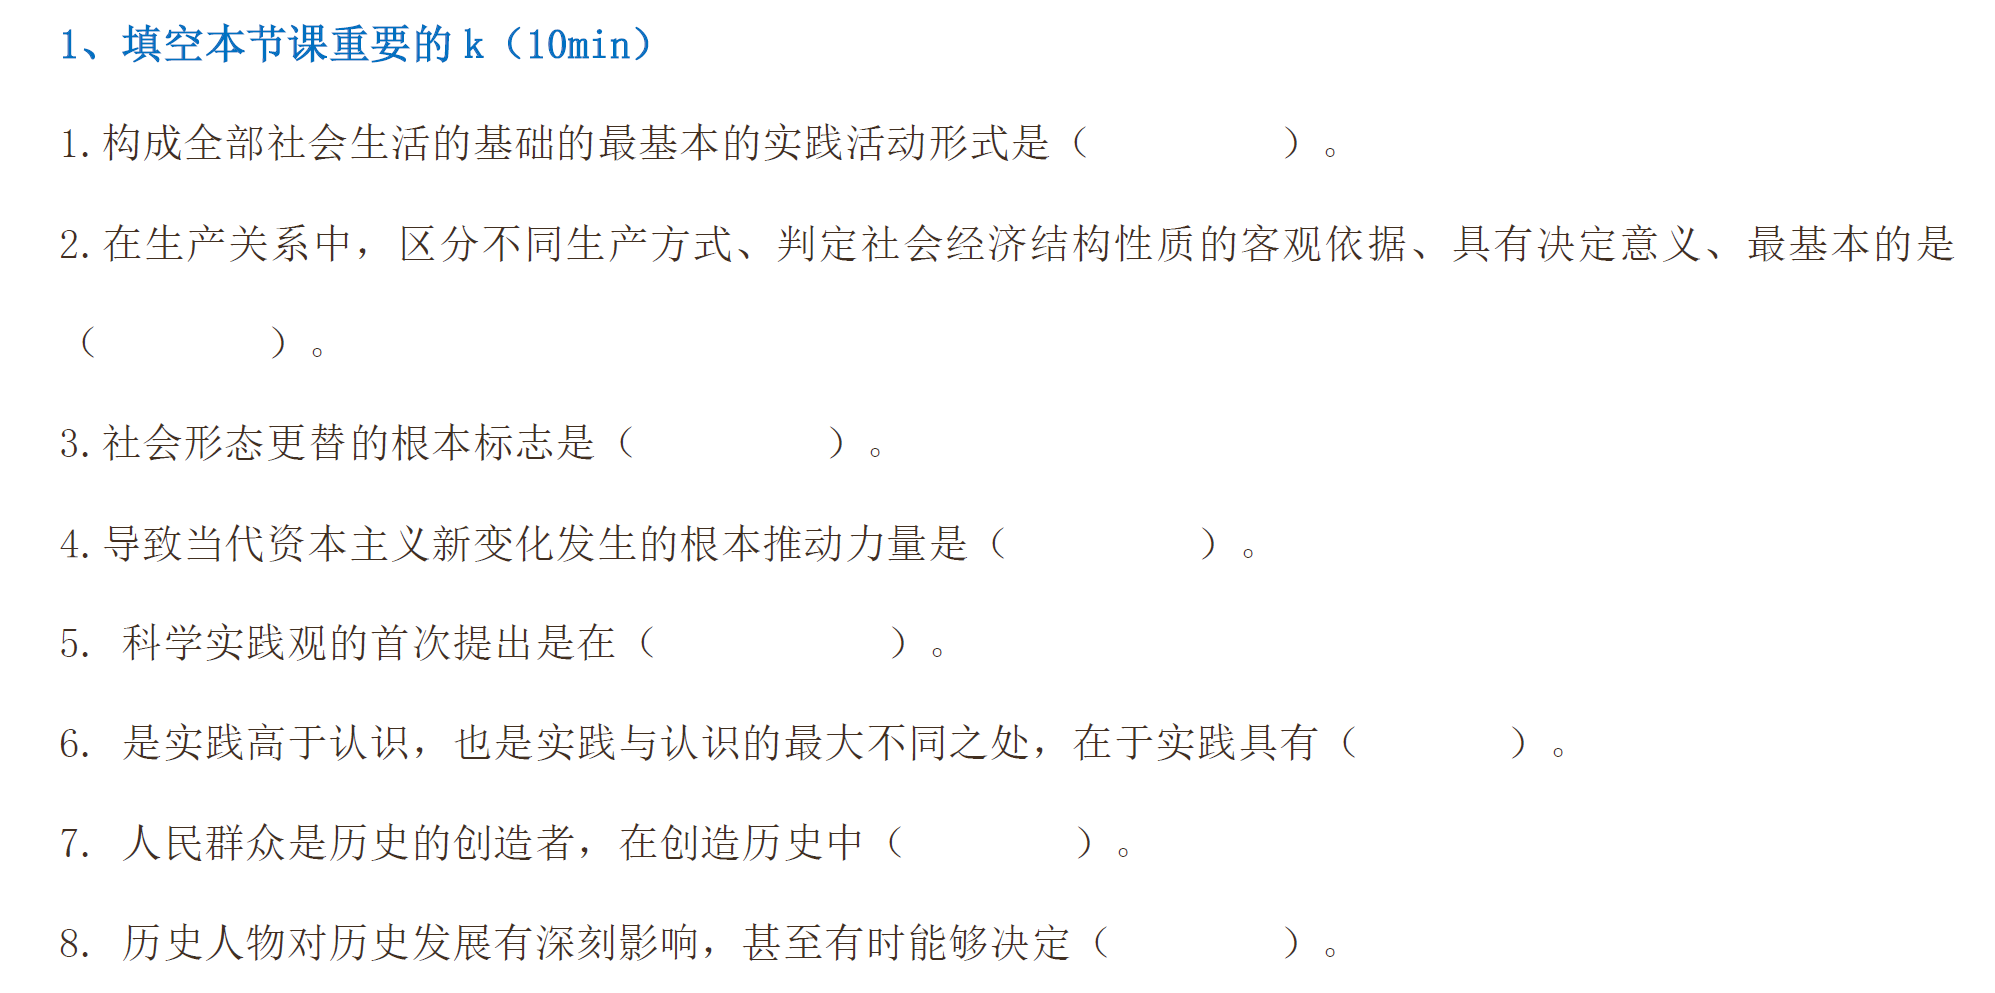 1、填空本节课重要的k（10min）
1.构成全部社会生活的基础的最基本的实践活动形式是（　　　　）。
2.在生产关系中，区分不同生产方式、判定社会经济结构性质的客观依据、具有决定意义、最基本的是
（　　　　）。
3.社会形态更替的根本标志是（　　　　）。
4.导致当代资本主义新变化发生的根本推动力量是（　　　　）。
5. 科学实践观的首次提出是在（　　　　　）。
6. 是实践高于认识，也是实践与认识的最大不同之处，在于实践具有（　　　）。
7. 人民群众是历史的创造者，在创造历史中（　　　　）。
8. 历史人物对历史发展有深刻影响，甚至有时能够决定（　　　　）。